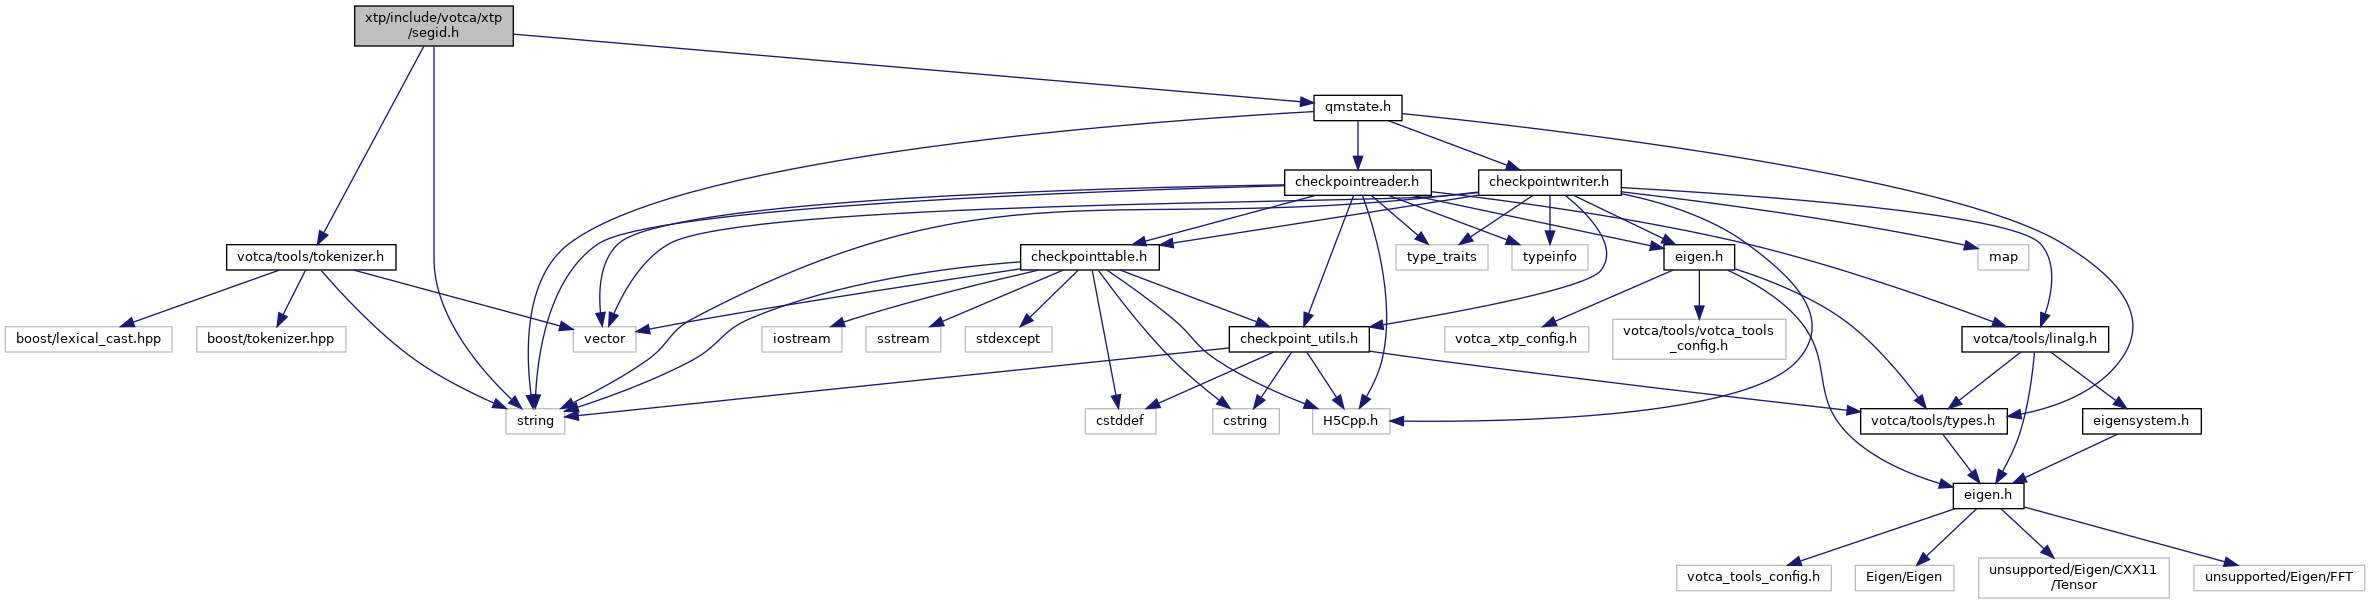 xtp/include/votca/xtp
/segid.h
qmstate.h
checkpointreader.h
checkpointwriter.h
votca/tools/tokenizer.h
checkpointtable.h
type_traits
typeinfo
eigen.h
map
boost/lexical_cast.hpp
boost/tokenizer.hpp
vector
iostream
sstream
stdexcept
checkpoint_utils.h
votca_xtp_config.h
votca/tools/votca_tools
_config.h
votca/tools/linalg.h
string
cstddef
cstring
H5Cpp.h
votca/tools/types.h
eigensystem.h
eigen.h
votca_tools_config.h
Eigen/Eigen
unsupported/Eigen/CXX11
/Tensor
unsupported/Eigen/FFT